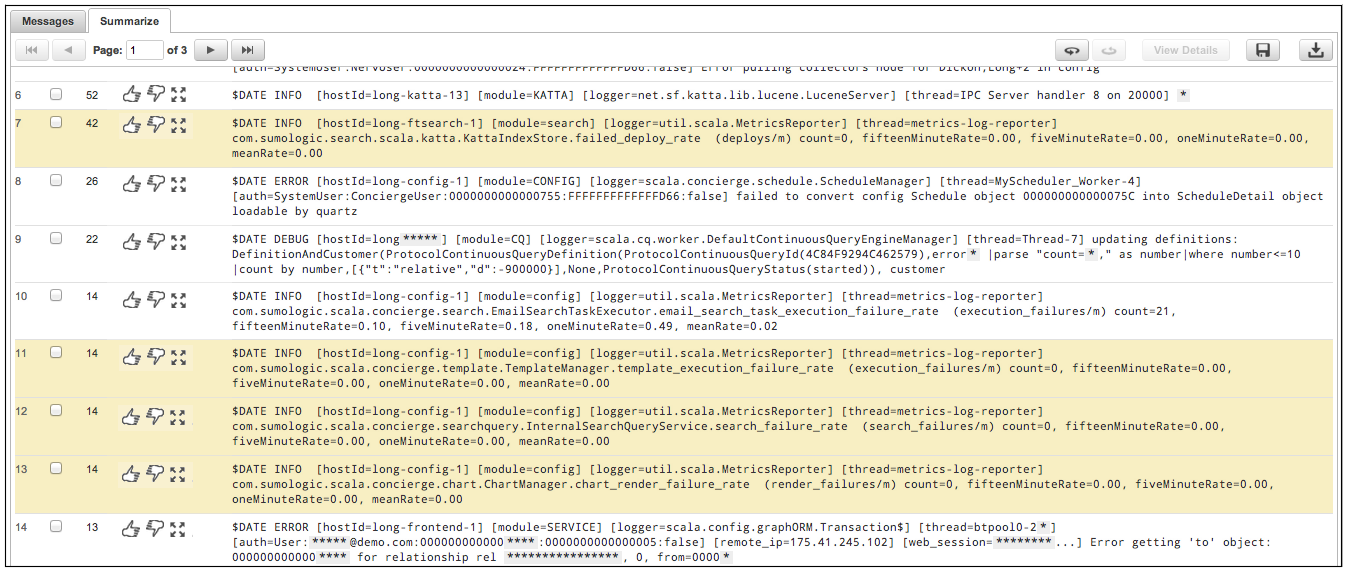 Messages Summarize
Page: 1 of 3 View Details
[auth=SystemUser:NervUser:0000000000000024:FFFFFFFFFFFFFD66:false] Error pulling collectors node for Dickon,Long+2 in config
6 52 $DATE INFO  [hostId=long-katta-13] [module=KATTA] [logger=net.sf.katta.lib.lucene.LuceneServer] [thread=IPC Server handler 8 on 20000] *
7 42 $DATE INFO  [hostId=long-ftsearch-1] [module=search] [logger=util.scala.MetricsReporter] [thread=metrics-log-reporter]
com.sumologic.search.scala.katta.KattaIndexStore.failed_deploy_rate  (deploys/m) count=0, fifteenMinuteRate=0.00, fiveMinuteRate=0.00, oneMinuteRate=0.00,
meanRate=0.00
8 26 $DATE ERROR [hostId=long-config-1] [module=CONFIG] [logger=scala.concierge.schedule.ScheduleManager] [thread=MyScheduler_Worker-4]
[auth=SystemUser:ConciergeUser:0000000000000755:FFFFFFFFFFFFFD66:false] failed to convert config Schedule object 000000000000075C into ScheduleDetail object
loadable by quartz
9 22 $DATE DEBUG [hostId=long*****] [module=CQ] [logger=scala.cq.worker.DefaultContinuousQueryEngineManager] [thread=Thread-7] updating definitions:
DefinitionAndCustomer(ProtocolContinuousQueryDefinition(ProtocolContinuousQueryId(4C84F9294C462579),error* |parse "count=*," as number|where number<=10
|count by number,[{"t":"relative","d":-900000}],None,ProtocolContinuousQueryStatus(started)), customer
10 14 $DATE INFO  [hostId=long-config-1] [module=config] [logger=util.scala.MetricsReporter] [thread=metrics-log-reporter]
com.sumologic.scala.concierge.search.EmailSearchTaskExecutor.email_search_task_execution_failure_rate  (execution_failures/m) count=21,
fifteenMinuteRate=0.10, fiveMinuteRate=0.18, oneMinuteRate=0.49, meanRate=0.02
11 14 $DATE INFO  [hostId=long-config-1] [module=config] [logger=util.scala.MetricsReporter] [thread=metrics-log-reporter]
com.sumologic.scala.concierge.template.TemplateManager.template_execution_failure_rate  (execution_failures/m) count=0, fifteenMinuteRate=0.00,
fiveMinuteRate=0.00, oneMinuteRate=0.00, meanRate=0.00
12 14 $DATE INFO  [hostId=long-config-1] [module=config] [logger=util.scala.MetricsReporter] [thread=metrics-log-reporter]
com.sumologic.scala.concierge.searchquery.InternalSearchQueryService.search_failure_rate  (search_failures/m) count=0, fifteenMinuteRate=0.00,
fiveMinuteRate=0.00, oneMinuteRate=0.00, meanRate=0.00
13 14 $DATE INFO  [hostId=long-config-1] [module=config] [logger=util.scala.MetricsReporter] [thread=metrics-log-reporter]
com.sumologic.scala.concierge.chart.ChartManager.chart_render_failure_rate  (render_failures/m) count=0, fifteenMinuteRate=0.00, fiveMinuteRate=0.00,
oneMinuteRate=0.00, meanRate=0.00
14 13 $DATE ERROR [hostId=long-frontend-1] [module=SERVICE] [logger=scala.config.graphORM.Transaction$] [thread=btpool0-2*]
[auth=User:*****@demo.com:000000000000****:0000000000000005:false] [remote_ip=175.41.245.102] [web_session=********...] Error getting 'to' object:
000000000000**** for relationship rel ****************, 0, from=0000*